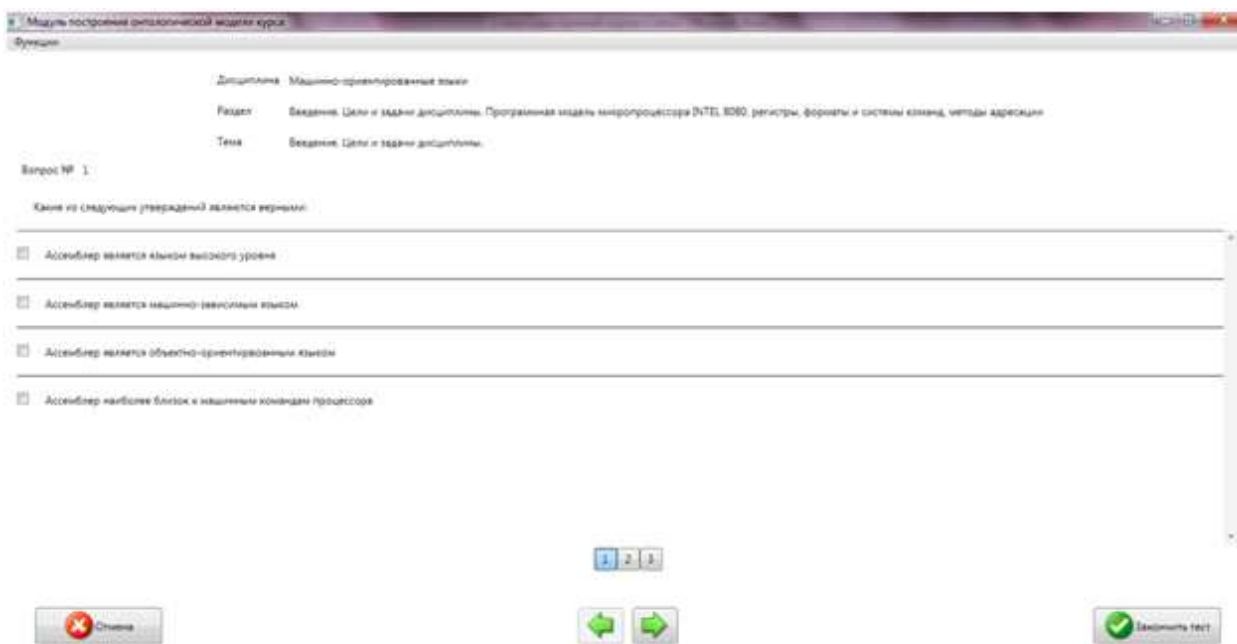 Модуль построения онтологической модели курса
Функции
Дисциплина Машинно-ориентированные языки
Раздел Введение. Цели и задачи дисциплины. Программная модель микропроцессора INTEL 8080, регистры, форматы и системы команд, методы адресации
Тема Введение. Цели и задачи дисциплины.
Вопрос № 1
Какие из следующих утверждений являются верными:
Ассемблер является языком высокого уровня
Ассемблер является машинно-зависимым языком
Ассемблер является объектно-ориентированным языком
Ассемблер наиболее близок к машинным командам процессора
1 2 3
Отмена
Закончить тест